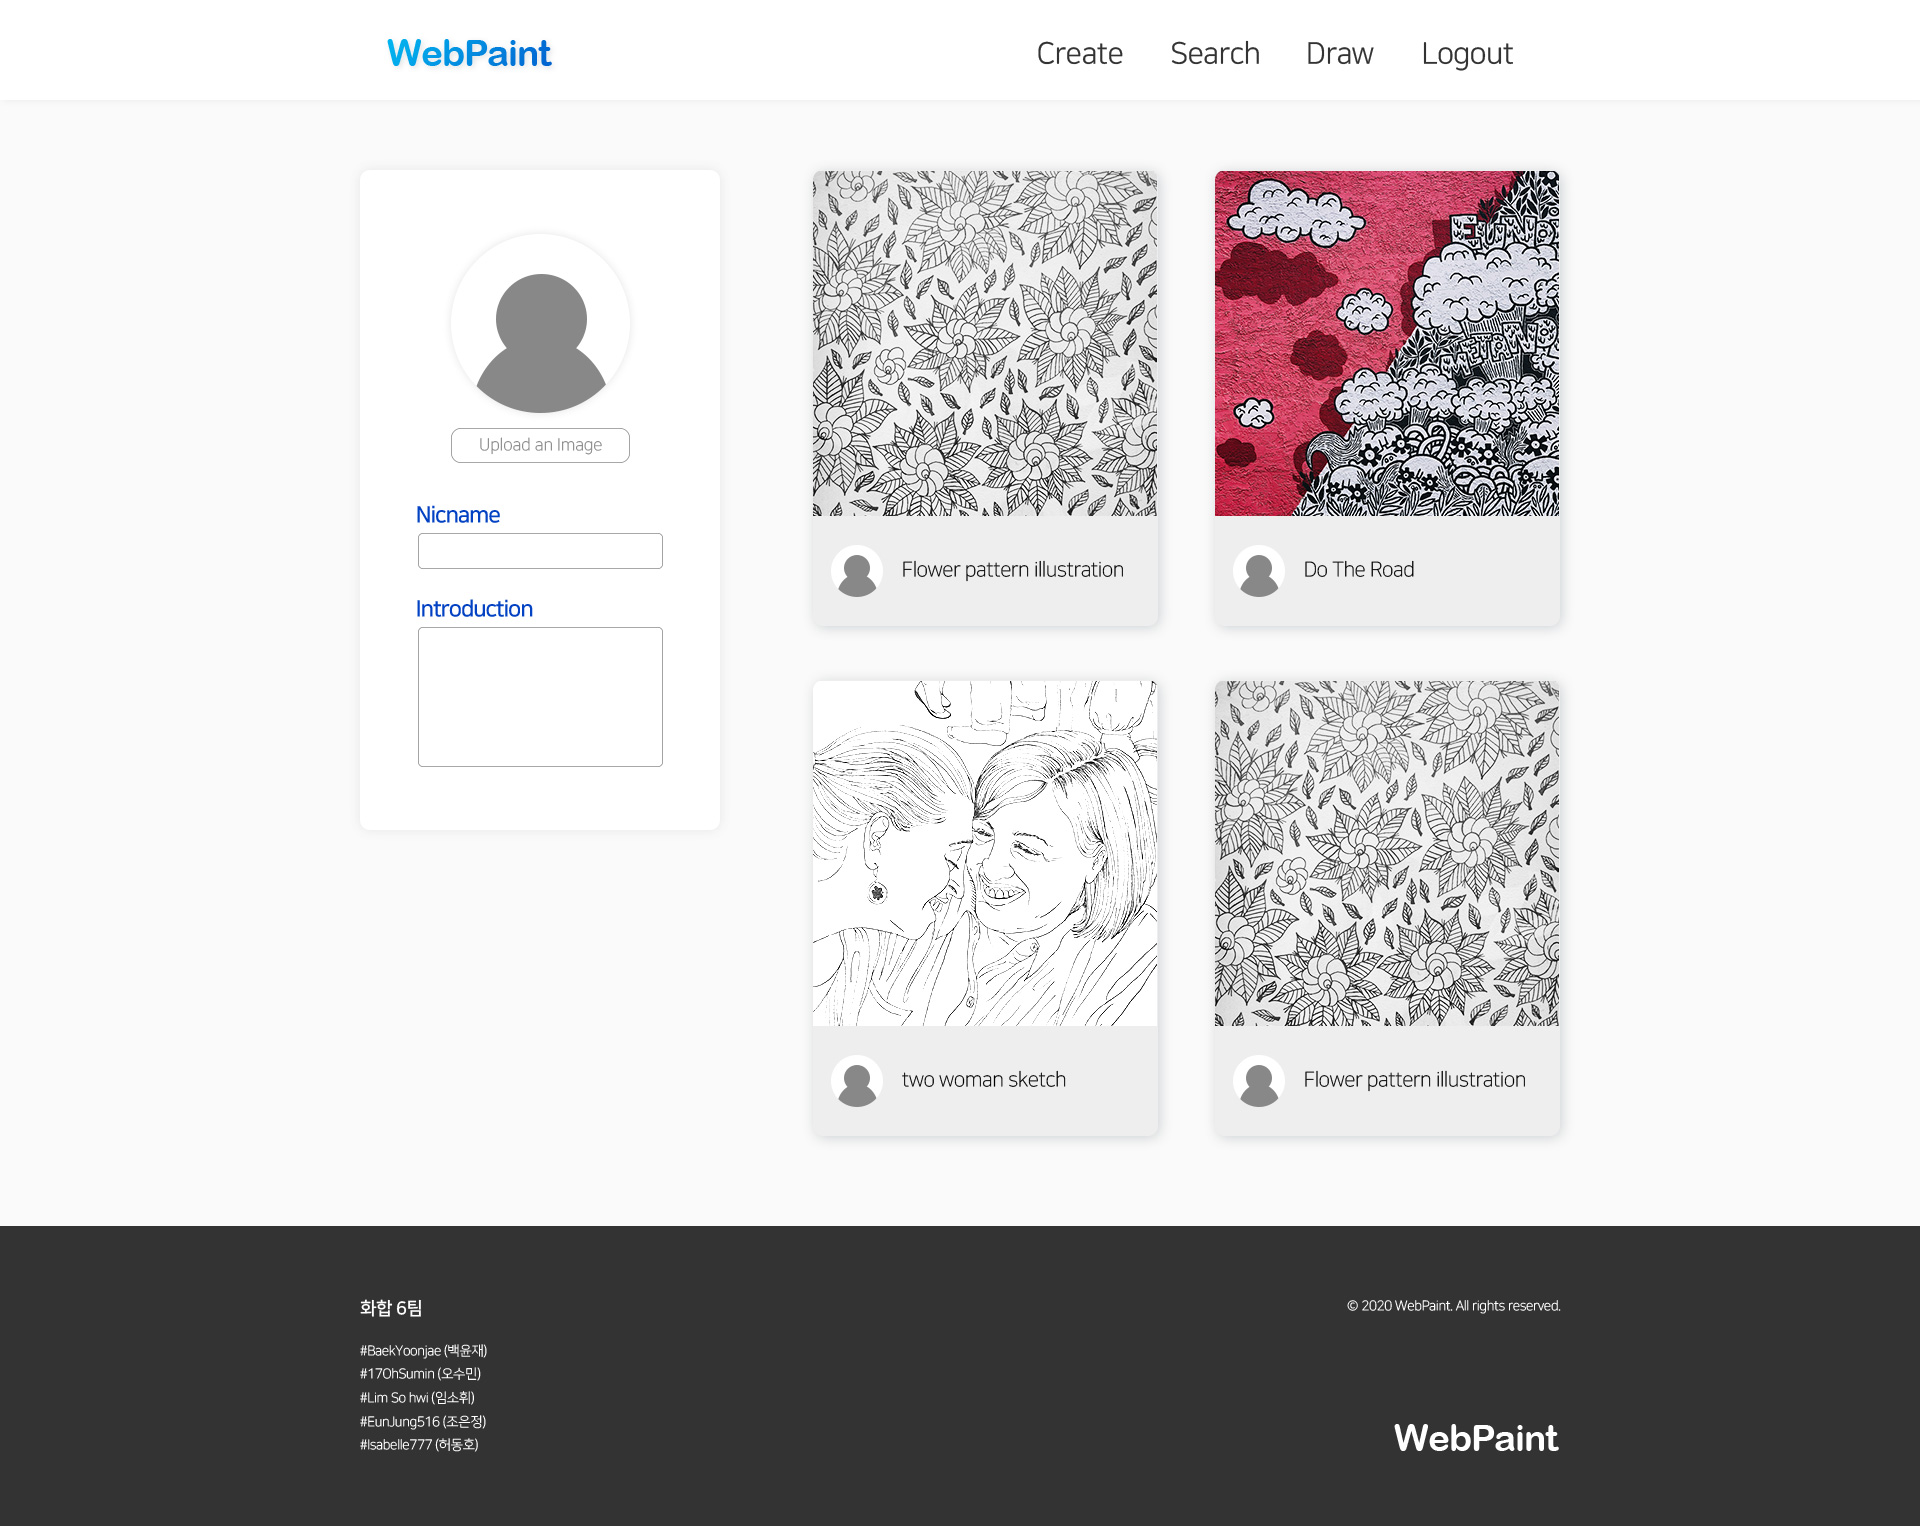 WebPaint
Create Search Draw Logout
Upload an Image
Nicname
Introduction
Flower pattern illustration
Do The Road
two woman sketch
Flower pattern illustration
화합 6팀
#BaekYoonjae (백윤재)
#17OhSumin (오수민)
#Lim So hwi (임소휘)
#EunJung516 (조은정)
#Isabelle777 (허동호)
© 2020 WebPaint. All rights reserved.
WebPaint